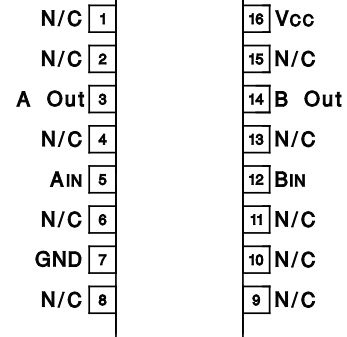 N/C 1 16 Vcc
N/C 2 15 N/C
A Out 3 14 B Out
N/C 4 13 N/C
AIN 5 12 BIN
N/C 6 11 N/C
GND 7 10 N/C
N/C 8 9 N/C